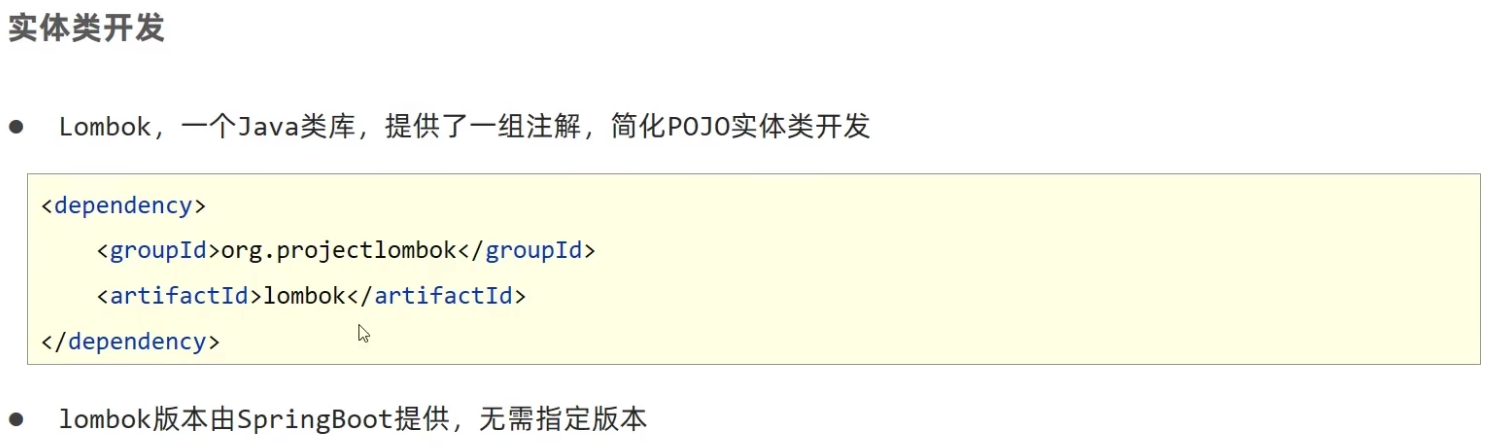 实体类开发
● Lombok，一个Java类库，提供了一组注解，简化POJO实体类开发
<dependency>
    <groupId>org.projectlombok</groupId>
    <artifactId>lombok</artifactId>
</dependency>
● lombok版本由SpringBoot提供，无需指定版本